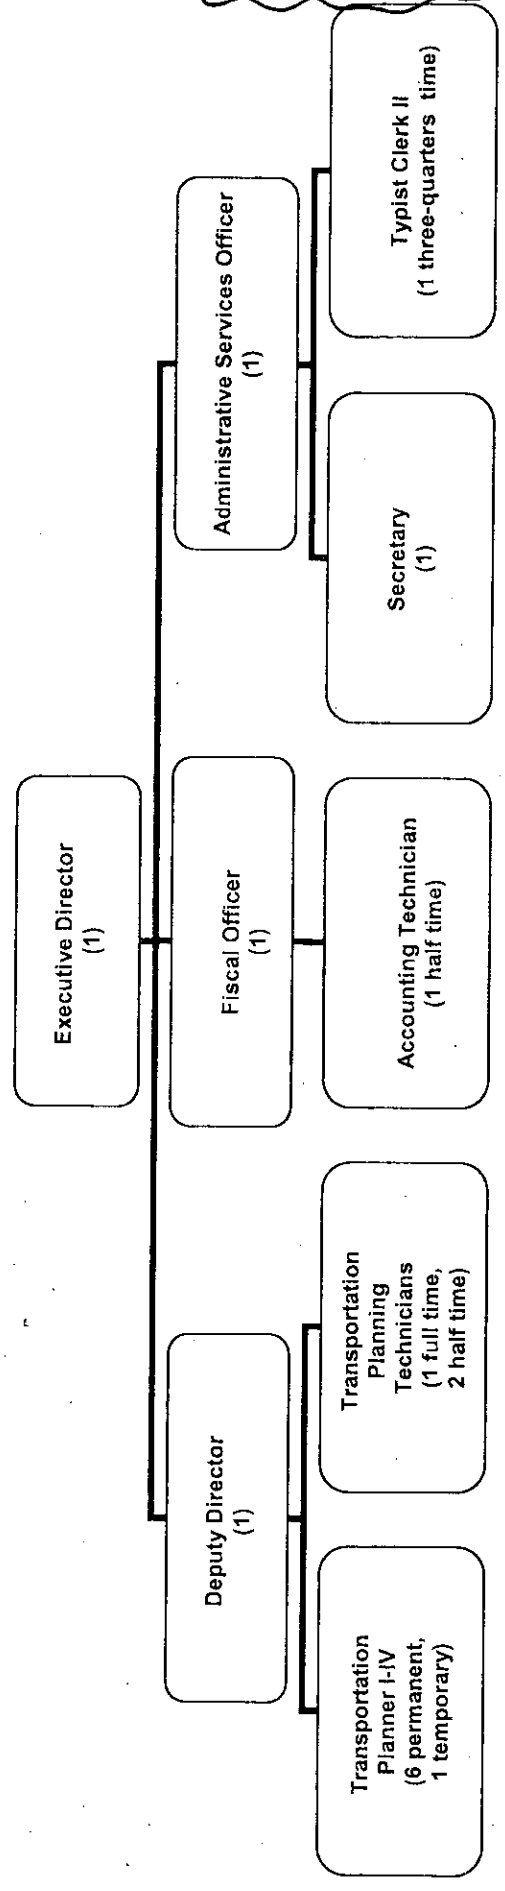 Executive Director
(1)
Deputy Director
(1)
Fiscal Officer
(1)
Administrative Services Officer
(1)
Transportation
Planner I-IV
(6 permanent,
1 temporary)
Transportation
Planning
Technicians
(1 full time,
2 half time)
Accounting Technician
(1 half time)
Secretary
(1)
Typist Clerk II
(1 three-quarters time)